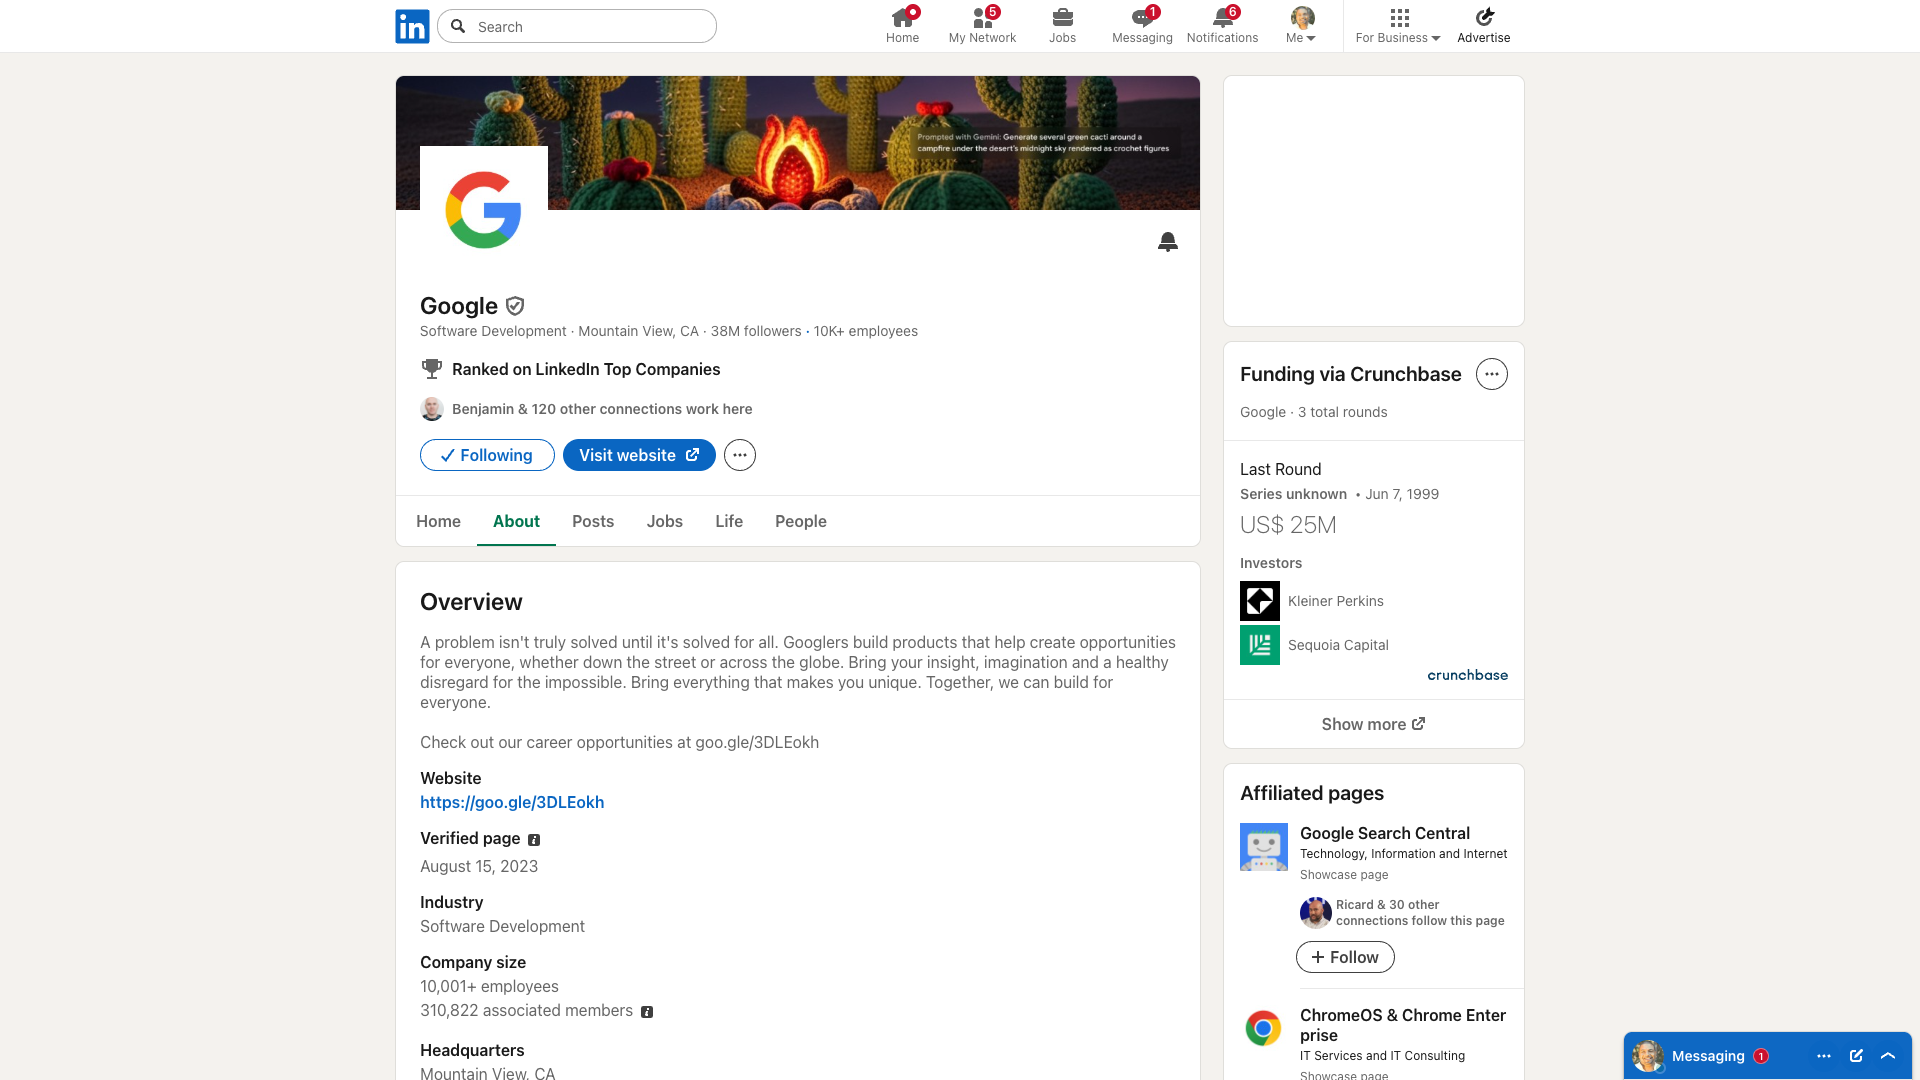 in
Search
Home
5
My Network
Jobs
1
Messaging
6
Notifications
Me
For Business
Advertise
Prompted with Gemini: Generate several green cacti around a
campfire under the desert's midnight sky rendered as crochet figures
Google
Software Development · Mountain View, CA · 38M followers · 10K+ employees
Ranked on LinkedIn Top Companies
Benjamin & 120 other connections work here
Following
Visit website
Home
About
Posts
Jobs
Life
People
Overview
A problem isn't truly solved until it's solved for all. Googlers build products that help create opportunities
for everyone, whether down the street or across the globe. Bring your insight, imagination and a healthy
disregard for the impossible. Bring everything that makes you unique. Together, we can build for
everyone.
Check out our career opportunities at goo.gle/3DLEokh
Website
https://goo.gle/3DLEokh
Verified page
August 15, 2023
Industry
Software Development
Company size
10,001+ employees
310,822 associated members
Headquarters
Mountain View, CA
Funding via Crunchbase
Google · 3 total rounds
Last Round
Series unknown • Jun 7, 1999
US$ 25M
Investors
Kleiner Perkins
Sequoia Capital
crunchbase
Show more
Affiliated pages
Google Search Central
Technology, Information and Internet
Showcase page
Ricard & 30 other
connections follow this page
+ Follow
ChromeOS & Chrome Enter
prise
IT Services and IT Consulting
Showcase page
Messaging 1